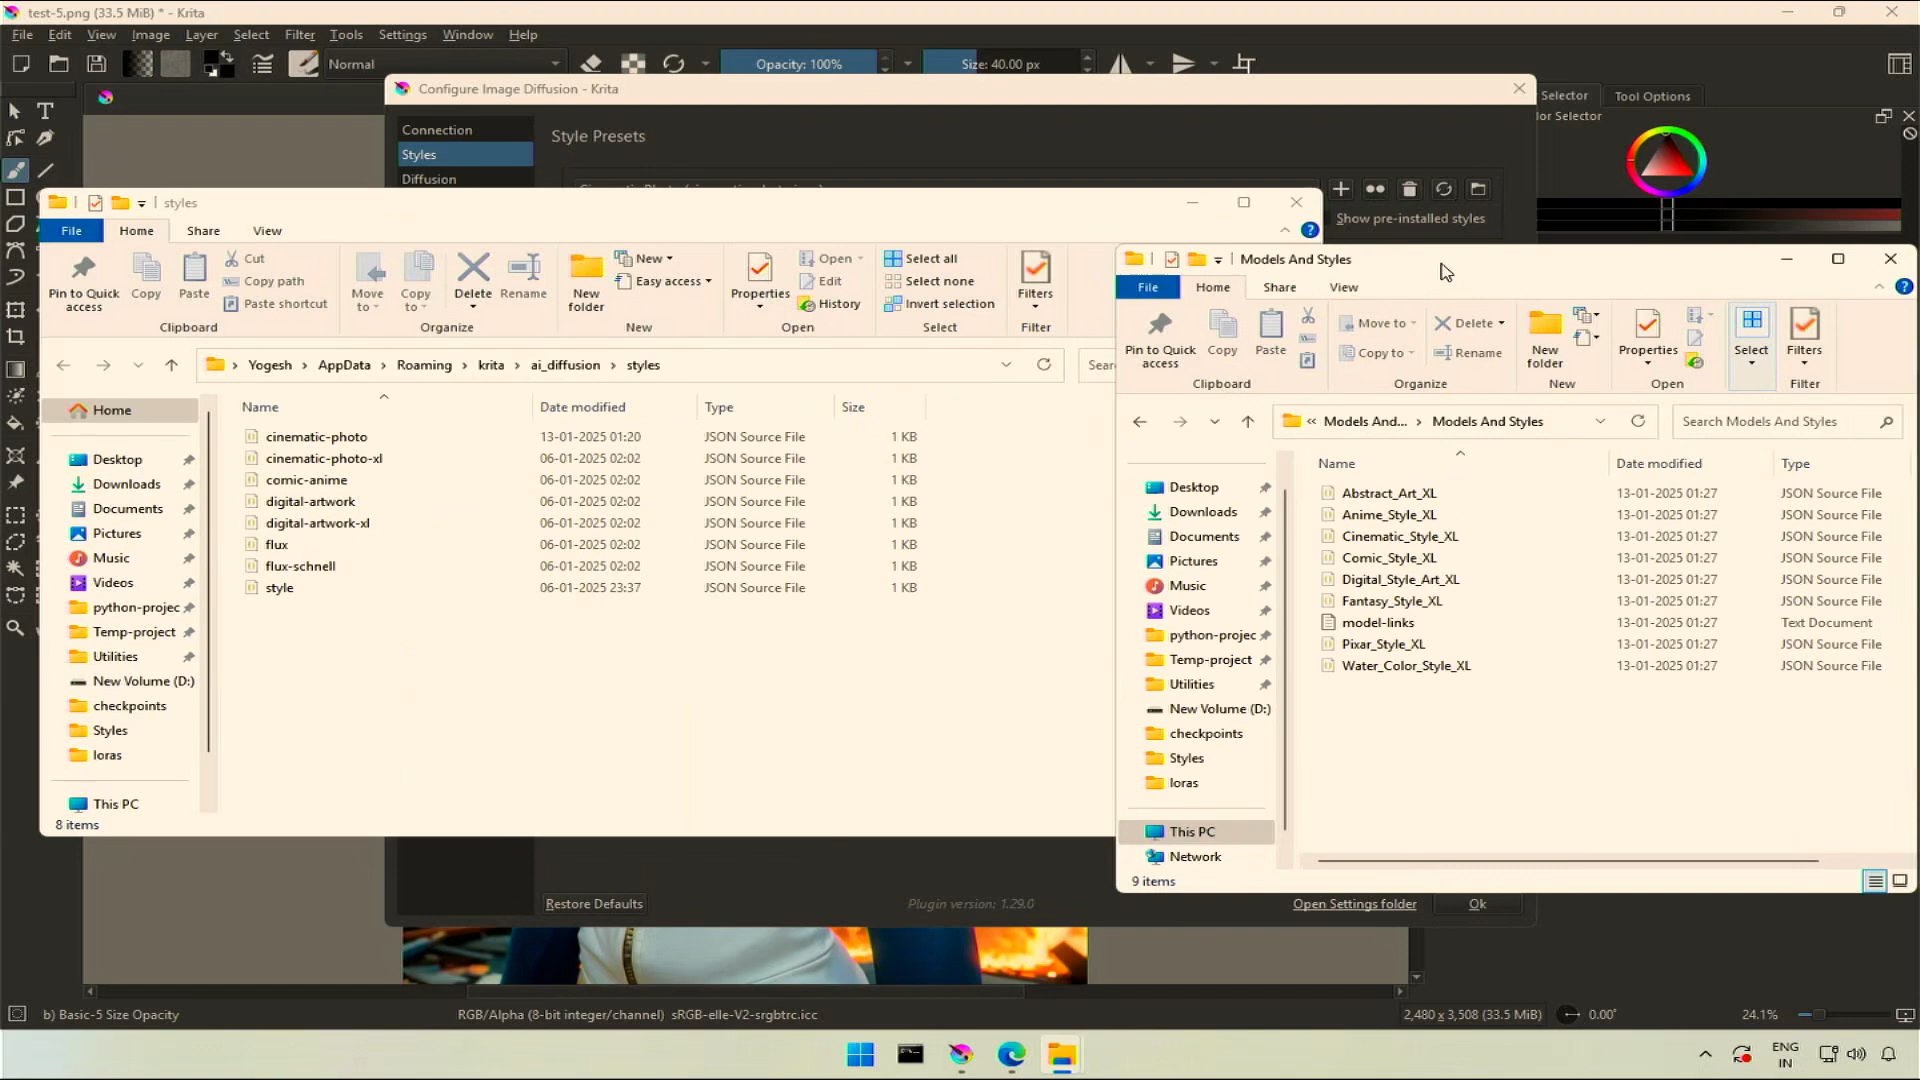 test-5.png (33.5 MiB) * - Krita
File Edit View Image Layer Select Filter Tools Settings Window Help
Normal Opacity: 100% Size: 40.00 px
Configure Image Diffusion - Krita
Selector Tool Options
lor Selector
Connection
Styles
Diffusion
Style Presets
Show pre-installed styles
styles
File Home Share View
Pin to Quick access
Copy
Paste
Cut
Copy path
Paste shortcut
Clipboard
Move to
Copy to
Delete
Rename
Organize
New folder
New
Easy access
New
Properties
Open
Edit
History
Open
Select all
Select none
Invert selection
Select
Filters
Filter
Yogesh > AppData > Roaming > krita > ai_diffusion > styles
Sear
Home
Desktop
Downloads
Documents
Pictures
Music
Videos
python-projec
Temp-project
Utilities
New Volume (D:)
checkpoints
Styles
loras
This PC
8 items
Name Date modified Type Size
cinematic-photo 13-01-2025 01:20 JSON Source File 1 KB
cinematic-photo-xl 06-01-2025 02:02 JSON Source File 1 KB
comic-anime 06-01-2025 02:02 JSON Source File 1 KB
digital-artwork 06-01-2025 02:02 JSON Source File 1 KB
digital-artwork-xl 06-01-2025 02:02 JSON Source File 1 KB
flux 06-01-2025 02:02 JSON Source File 1 KB
flux-schnell 06-01-2025 02:02 JSON Source File 1 KB
style 06-01-2025 23:37 JSON Source File 1 KB
Models And Styles
File Home Share View
Pin to Quick access
Copy
Paste
Clipboard
Move to
Copy to
Delete
Rename
Organize
New folder
New
Properties
Open
Select
Filters
Filter
« Models And... > Models And Styles
Search Models And Styles
Desktop
Downloads
Documents
Pictures
Music
Videos
python-projec
Temp-project
Utilities
New Volume (D:)
checkpoints
Styles
loras
This PC
Network
9 items
Name Date modified Type
Abstract_Art_XL 13-01-2025 01:27 JSON Source File
Anime_Style_XL 13-01-2025 01:27 JSON Source File
Cinematic_Style_XL 13-01-2025 01:27 JSON Source File
Comic_Style_XL 13-01-2025 01:27 JSON Source File
Digital_Style_Art_XL 13-01-2025 01:27 JSON Source File
Fantasy_Style_XL 13-01-2025 01:27 JSON Source File
model-links 13-01-2025 01:27 Text Document
Pixar_Style_XL 13-01-2025 01:27 JSON Source File
Water_Color_Style_XL 13-01-2025 01:27 JSON Source File
Restore Defaults
Plugin version: 1.29.0
Open Settings folder
Ok
b) Basic-5 Size Opacity
RGB/Alpha (8-bit integer/channel) sRGB-elle-V2-srgbtrc.icc
2,480 x 3,508 (33.5 MiB)
0.00°
24.1%
ENG
IN